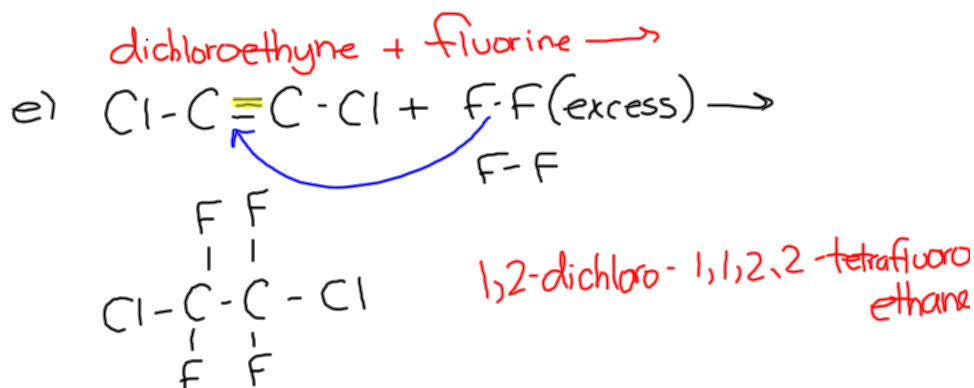 dichloroethyne + fluorine →
e) Cl-C≡C-Cl + F-F (excess) →
F-F
F F
Cl-C-C-Cl
F F
1,2-dichloro-1,1,2,2-tetrafluoro
ethane